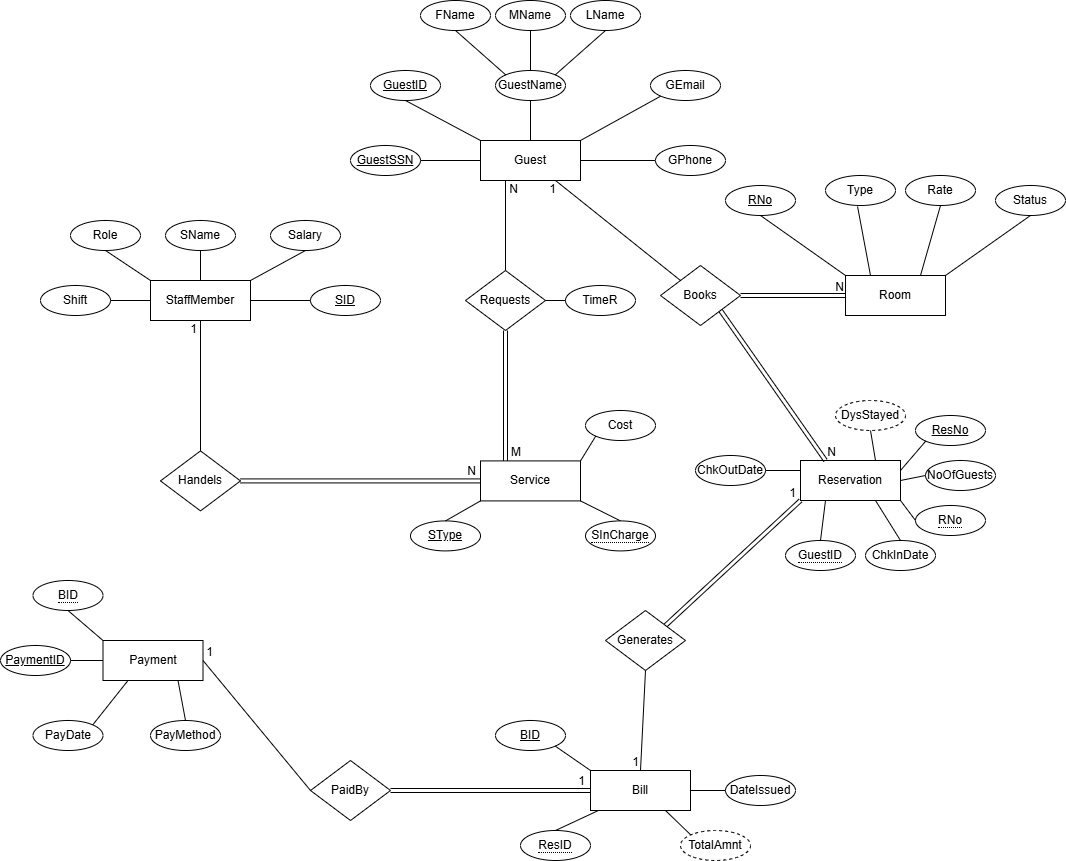 FName
MName
LName
GuestID
GuestName
GEmail
GuestSSN
Guest
GPhone
N
1
RNo
Type
Rate
Status
Role
SName
Salary
Shift
StaffMember
SID
Requests
TimeR
Books
N
Room
1
DysStayed
Cost
ResNo
M
N
ChkOutDate
NoOfGuests
N
Handels
Service
Reservation
1
RNo
SType
SInCharge
GuestID
ChkInDate
BID
Generates
1
PaymentID
Payment
PayDate
PayMethod
BID
1
PaidBy
1
Bill
DateIssued
ResID
TotalAmnt